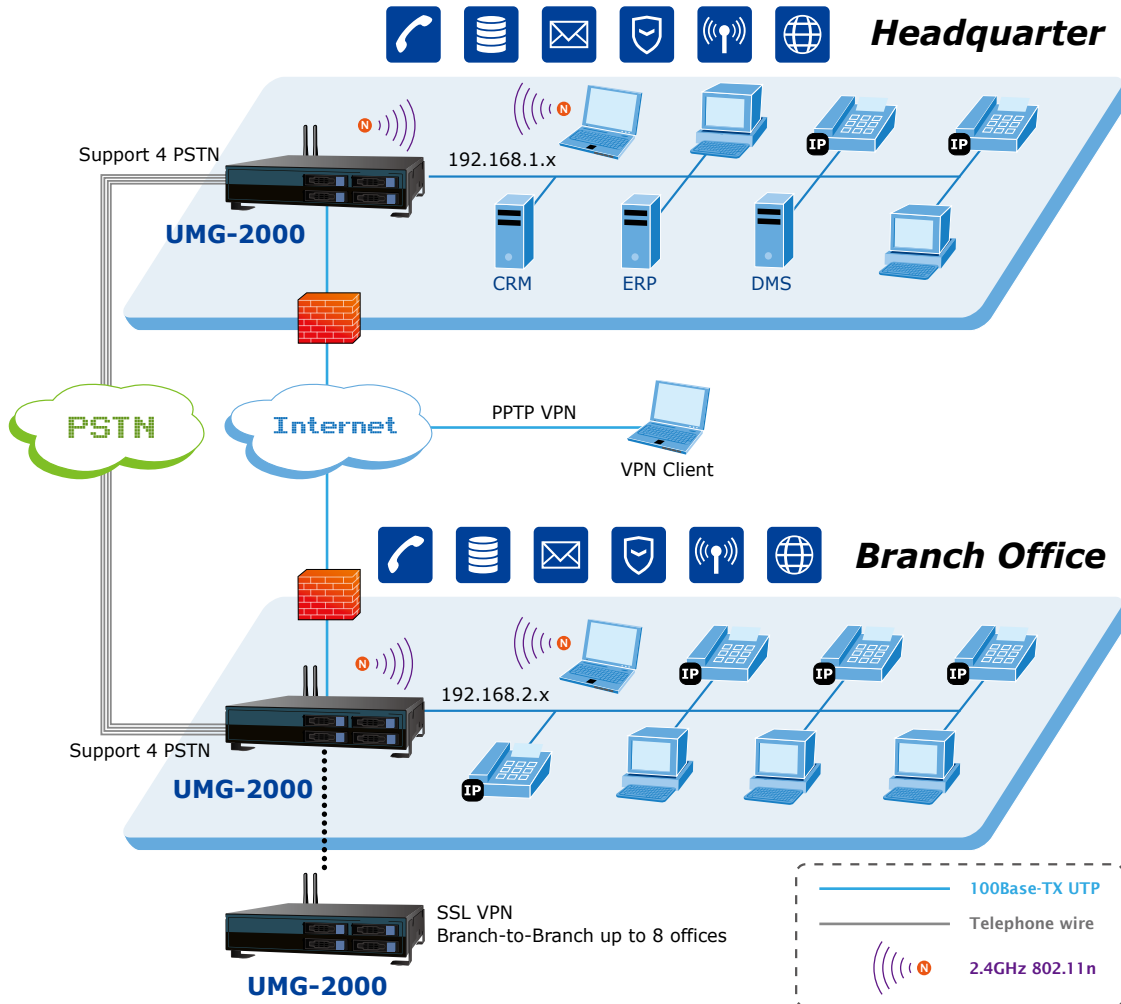 Headquarter
N
N
Support 4 PSTN
192.168.1.x
IP
IP
UMG-2000
CRM
ERP
DMS
PSTN
Internet
PPTP VPN
VPN Client
Branch Office
N
N
192.168.2.x
IP
IP
IP
Support 4 PSTN
UMG-2000
IP
SSL VPN
Branch-to-Branch up to 8 offices
UMG-2000
100Base-TX UTP
Telephone wire
N
2.4GHz 802.11n